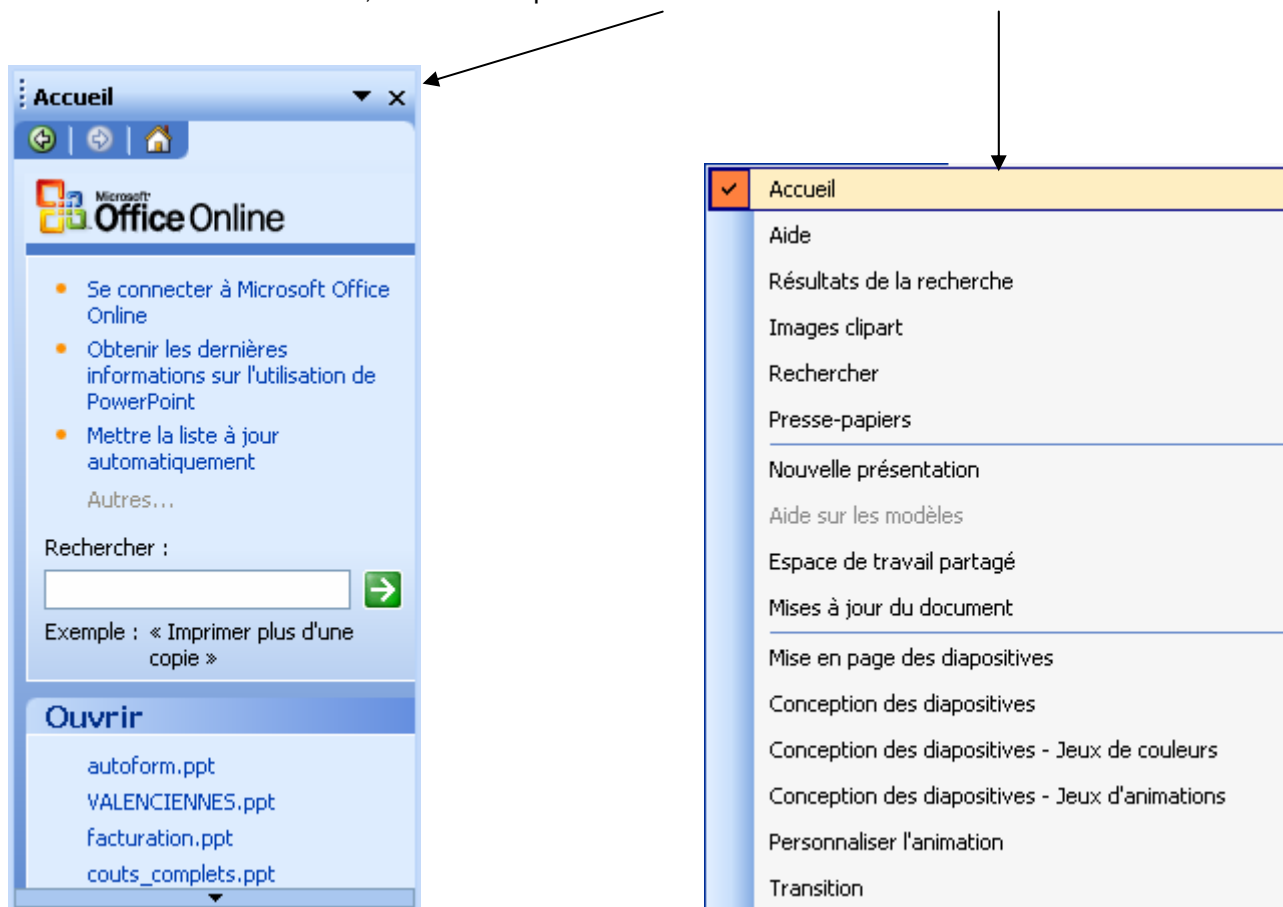 Accueil
Microsoft
Office Online
Se connecter à Microsoft Office
Online
Obtenir les dernières
informations sur l'utilisation de
PowerPoint
Mettre la liste à jour
automatiquement
Autres...
Rechercher :
Exemple : « Imprimer plus d'une
copie »
Ouvrir
autoform.ppt
VALENCIENNES.ppt
facturation.ppt
couts_complets.ppt
Accueil
Aide
Résultats de la recherche
Images clipart
Rechercher
Presse-papiers
Nouvelle présentation
Aide sur les modèles
Espace de travail partagé
Mises à jour du document
Mise en page des diapositives
Conception des diapositives
Conception des diapositives - Jeux de couleurs
Conception des diapositives - Jeux d'animations
Personnaliser l'animation
Transition